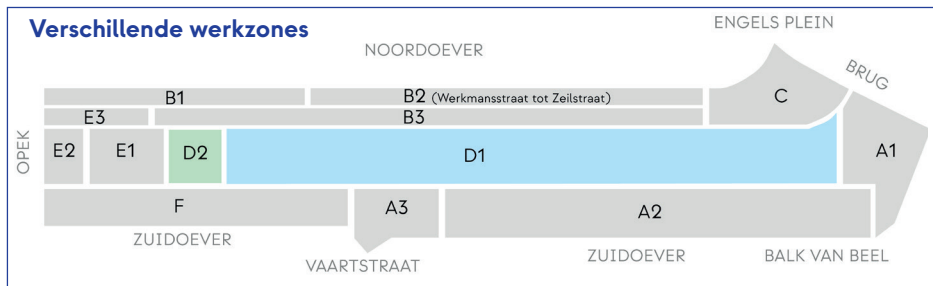 Verschillende werkzones
ENGELS PLEIN
NOORDOEVER
BRUG
B1
B2 (Werkmansstraat tot Zeilstraat)
C
E3
B3
OPEK
E2
E1
D2
D1
A1
F
A3
A2
ZUIDOEVER
VAARTSTRAAT
ZUIDOEVER
BALK VAN BEEL